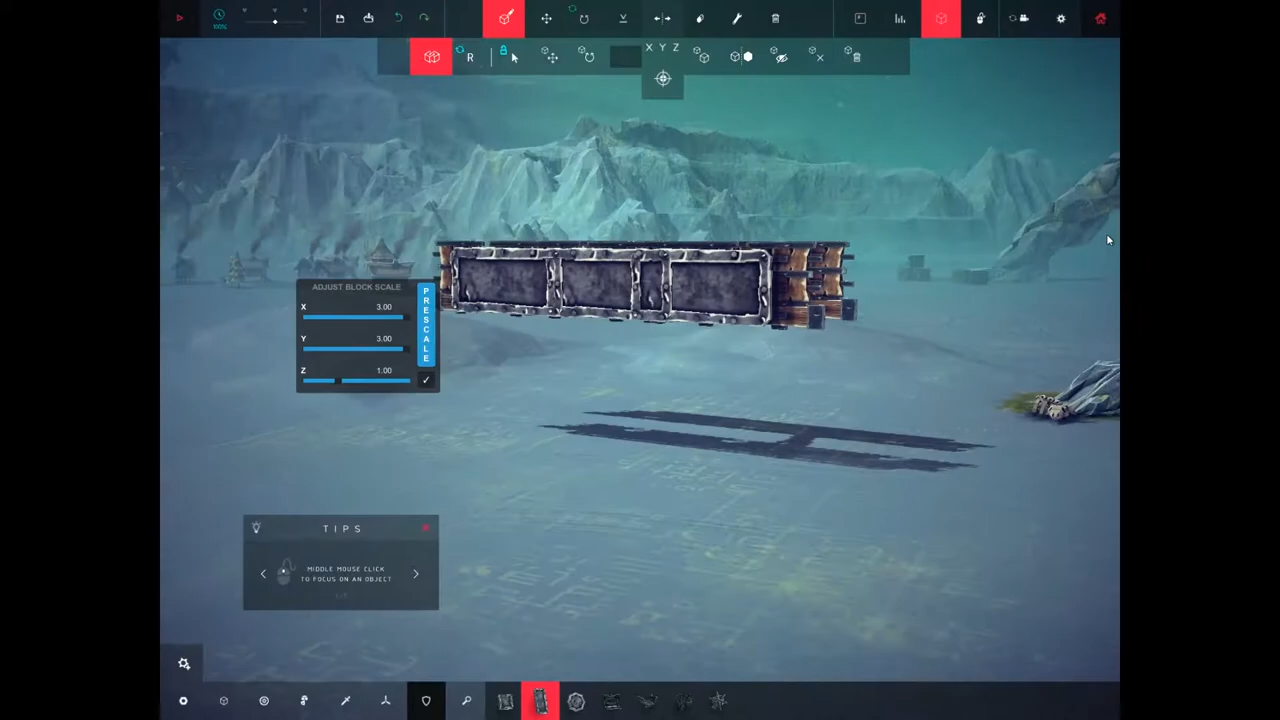 100%
R
X Y Z
ADJUST BLOCK SCALE
X 3.00
Y 3.00
Z 1.00
PRESCALE
TIPS
MIDDLE MOUSE CLICK
TO FOCUS ON AN OBJECT